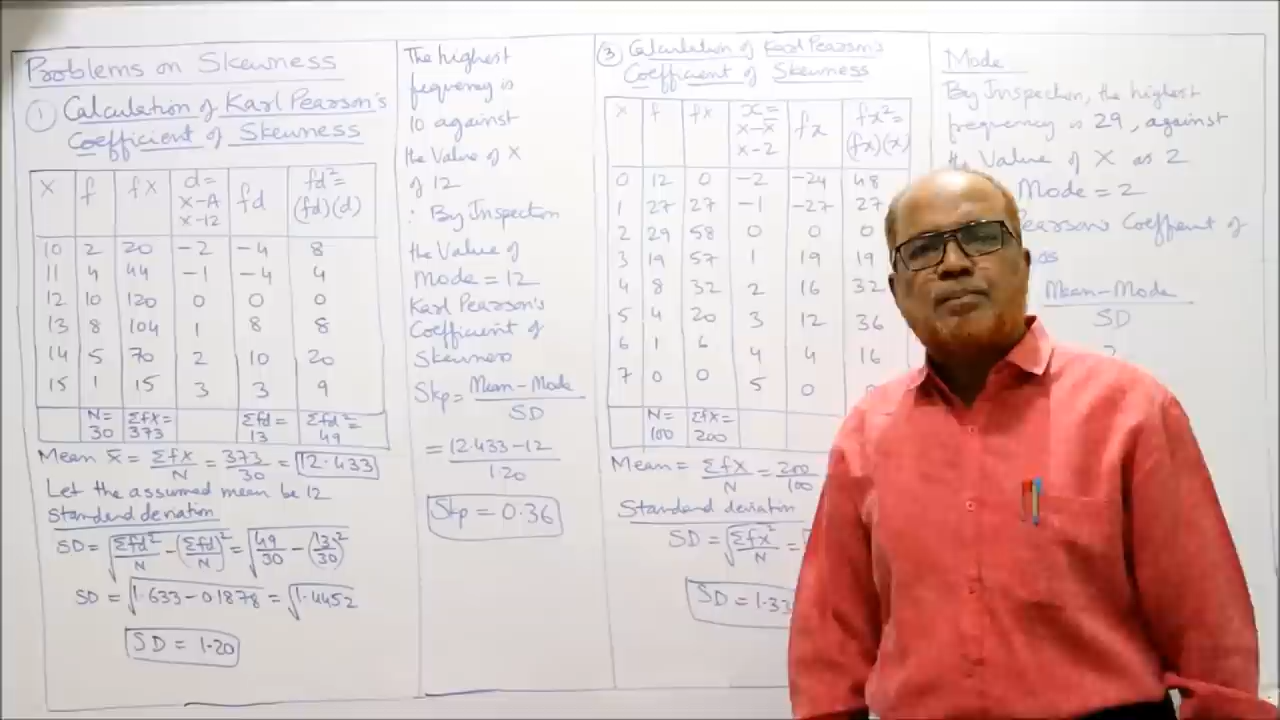 Problems on Skewness
① Calculation of Karl Pearson's
Coefficient of Skewness
X f fX d= fd fd²=
X-A (fd)(d)
X-12
10 2 20 -2 -4 8
11 4 44 -1 -4 4
12 10 120 0 0 0
13 8 104 1 8 8
14 5 70 2 10 20
15 1 15 3 3 9
N= ΣfX= Σfd= Σfd²=
30 373 13 49
Mean x̄ = ΣfX/N = 373/30 = 12.433
Let the assumed mean be 12
Standard deviation
SD = √(Σfd²/N - (Σfd/N)²) = √(49/30 - (13/30)²)
SD = √(1.633 - 0.1878) = √1.4452
SD = 1.20
The highest
frequency is
10 against
the Value of X
of 12
∴ By Inspection
the Value of
Mode = 12
Karl Pearson's
Coefficient of
Skewness
Skp = Mean - Mode / SD
= 12.433 - 12 / 1.20
Skp = 0.36
③ Calculation of Karl Pearson's
Coefficient of Skewness
X f fX x= fx fx²=
X-X̄ (fx)(x)
X-2
0 12 0 -2 -24 48
1 27 27 -1 -27 27
2 29 58 0 0 0
3 19 57 1 19 19
4 8 32 2 16 32
5 4 20 3 12 36
6 1 6 4 4 16
7 0 0 5 0
N= ΣfX=
100 200
Mean = ΣfX/N = 200/100
Standard deviation
SD = √(Σfx²/N) =
SD = 1.33
Mode
By Inspection, the highest
frequency is 29, against
the Value of X as 2
Mode = 2
Pearson's Coefficient of
as
Mean - Mode
SD